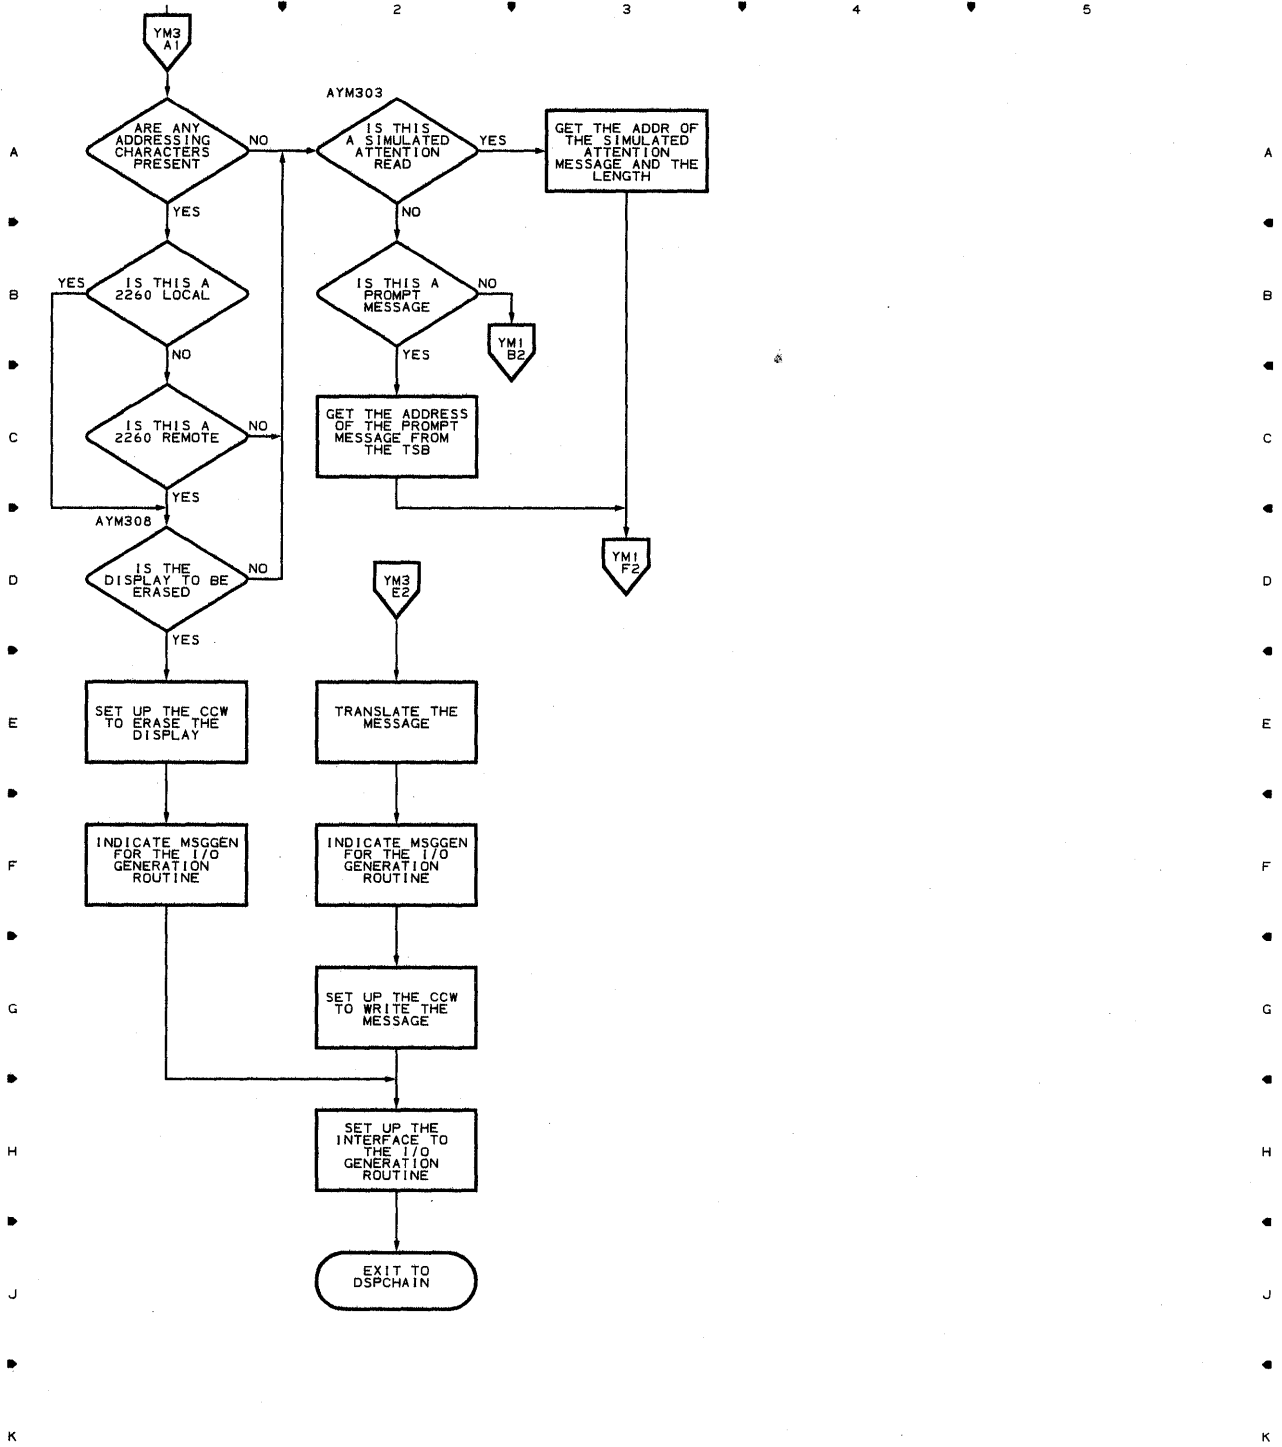 2 3 4 5
YM3
A1
AYM303
A
ARE ANY
ADDRESSING
CHARACTERS
PRESENT
NO
IS THIS
A SIMULATED
ATTENTION
READ
YES
GET THE ADDR OF
THE SIMULATED
ATTENTION
MESSAGE AND THE
LENGTH
A
YES
NO
B
YES
IS THIS A
2260 LOCAL
IS THIS A
PROMPT
MESSAGE
NO
B
YM1
B2
NO
YES
C
IS THIS A
2260 REMOTE
NO
GET THE ADDRESS
OF THE PROMPT
MESSAGE FROM
THE TSB
C
YES
AYM308
D
IS THE
DISPLAY TO BE
ERASED
NO
YM3
E2
YM1
F2
D
YES
E
SET UP THE CCW
TO ERASE THE
DISPLAY
TRANSLATE THE
MESSAGE
E
F
INDICATE MSGGEN
FOR THE I/O
GENERATION
ROUTINE
INDICATE MSGGEN
FOR THE I/O
GENERATION
ROUTINE
F
G
SET UP THE CCW
TO WRITE THE
MESSAGE
G
H
SET UP THE
INTERFACE TO
THE I/O
GENERATION
ROUTINE
H
J
EXIT TO
DSPCHAIN
J
K
K